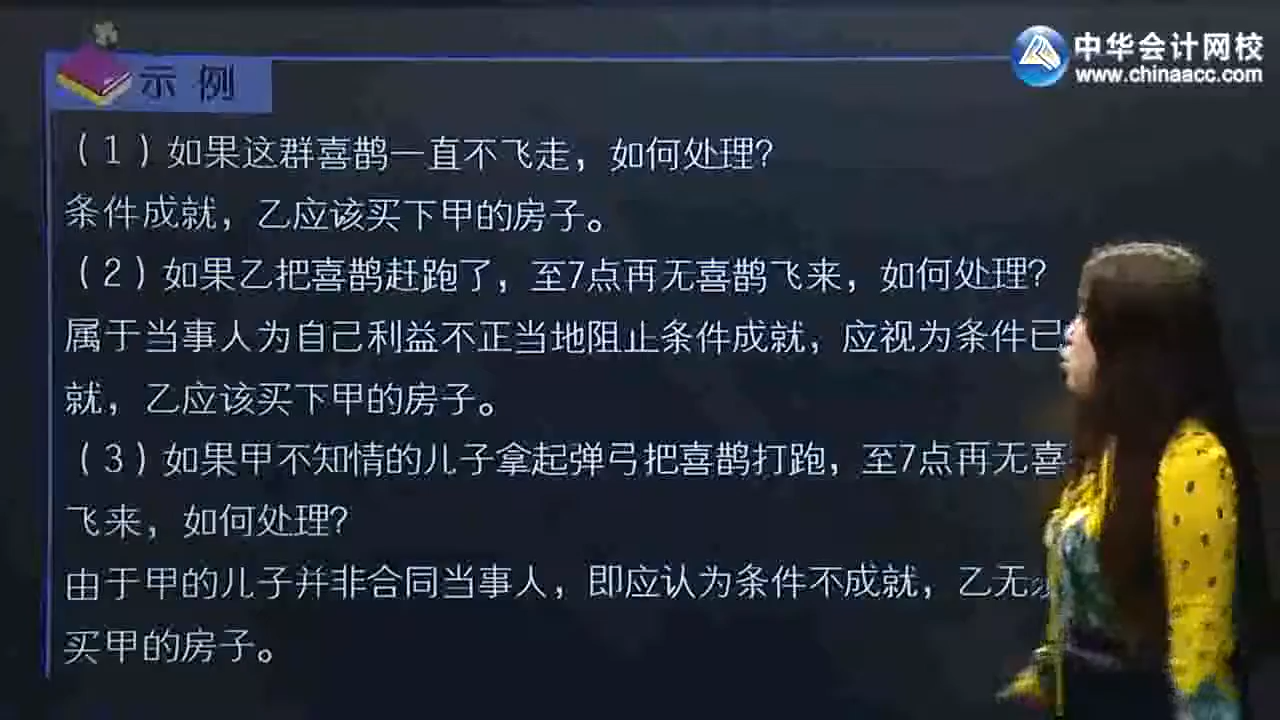 中华会计网校
www.chinaacc.com
示 例
（1）如果这群喜鹊一直不飞走，如何处理？
条件成就，乙应该买下甲的房子。
（2）如果乙把喜鹊赶跑了，至7点再无喜鹊飞来，如何处理？
属于当事人为自己利益不正当地阻止条件成就，应视为条件已
就，乙应该买下甲的房子。
（3）如果甲不知情的儿子拿起弹弓把喜鹊打跑，至7点再无喜
飞来，如何处理？
由于甲的儿子并非合同当事人，即应认为条件不成就，乙无
买甲的房子。